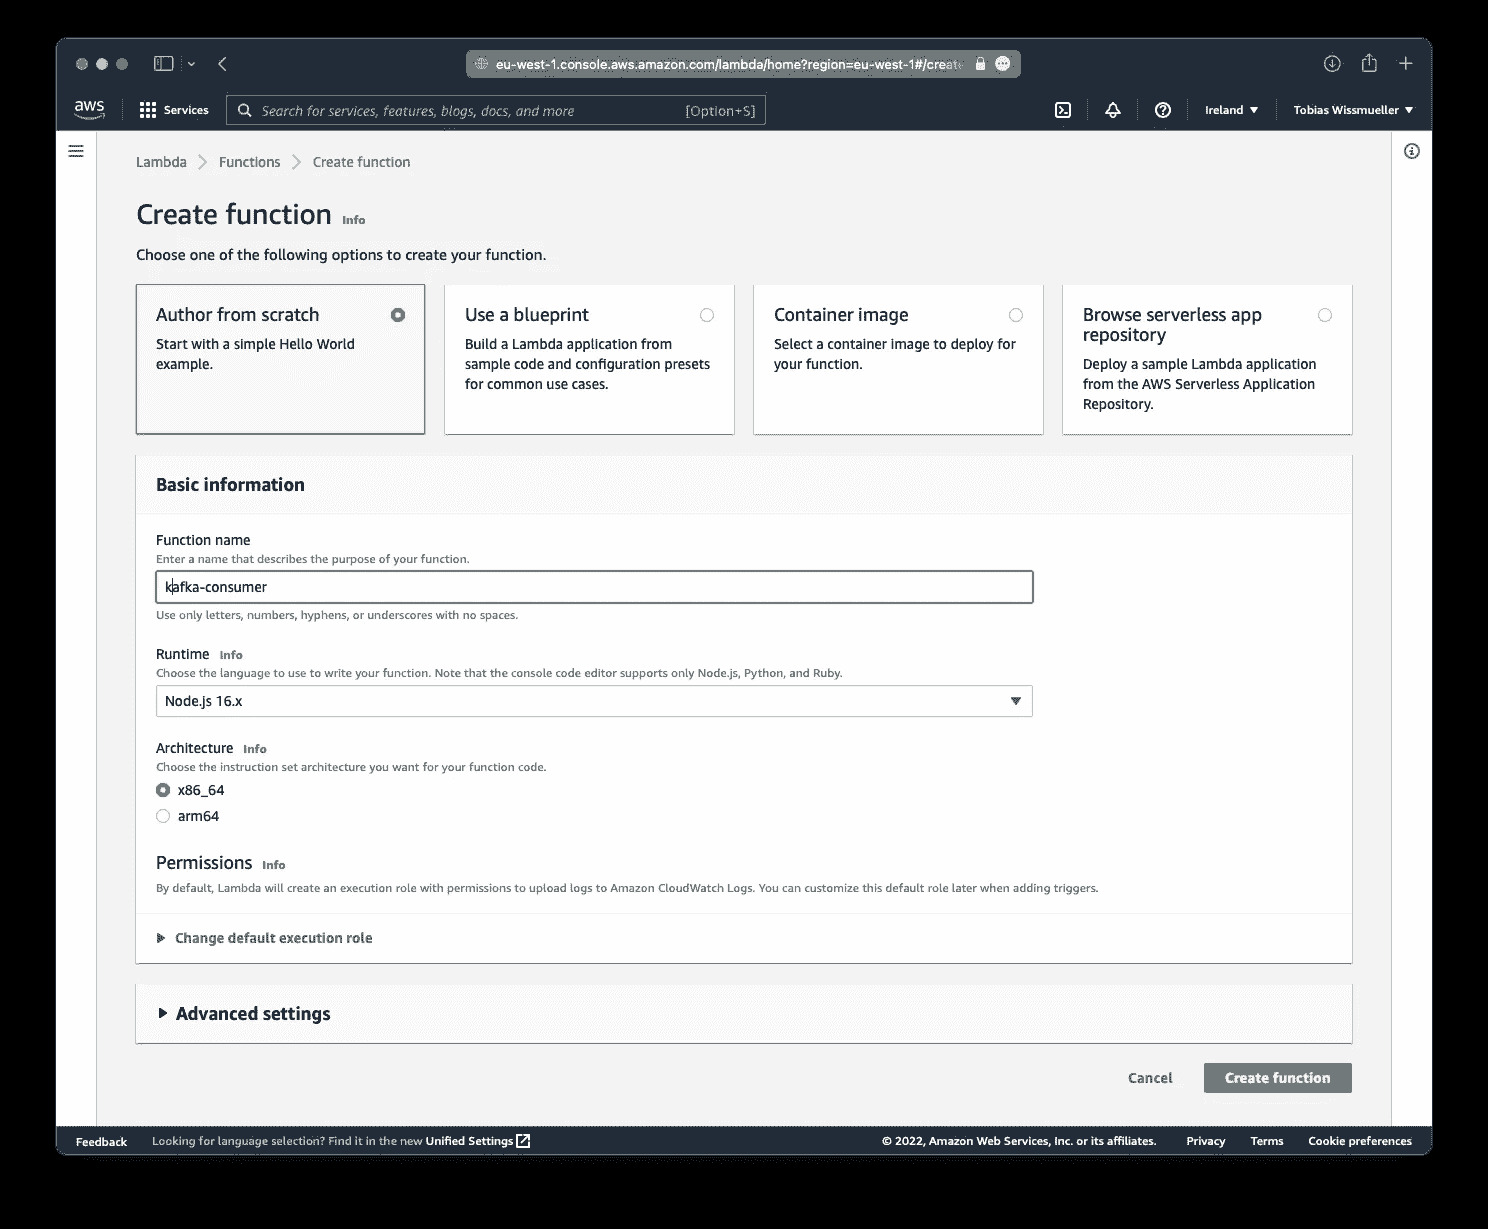 eu-west-1.console.aws.amazon.com/lambda/home?region=eu-west-1#/create
aws Services Search for services, features, blogs, docs, and more [Option+S] Ireland Tobias Wissmueller
Lambda Functions Create function
Create function Info
Choose one of the following options to create your function.
Author from scratch
Start with a simple Hello World
example.
Use a blueprint
Build a Lambda application from
sample code and configuration presets
for common use cases.
Container image
Select a container image to deploy for
your function.
Browse serverless app
repository
Deploy a sample Lambda application
from the AWS Serverless Application
Repository.
Basic information
Function name
Enter a name that describes the purpose of your function.
kafka-consumer
Use only letters, numbers, hyphens, or underscores with no spaces.
Runtime Info
Choose the language to use to write your function. Note that the console code editor supports only Node.js, Python, and Ruby.
Node.js 16.x
Architecture Info
Choose the instruction set architecture you want for your function code.
x86_64
arm64
Permissions Info
By default, Lambda will create an execution role with permissions to upload logs to Amazon CloudWatch Logs. You can customize this default role later when adding triggers.
Change default execution role
Advanced settings
Cancel Create function
Feedback Looking for language selection? Find it in the new Unified Settings © 2022, Amazon Web Services, Inc. or its affiliates. Privacy Terms Cookie preferences